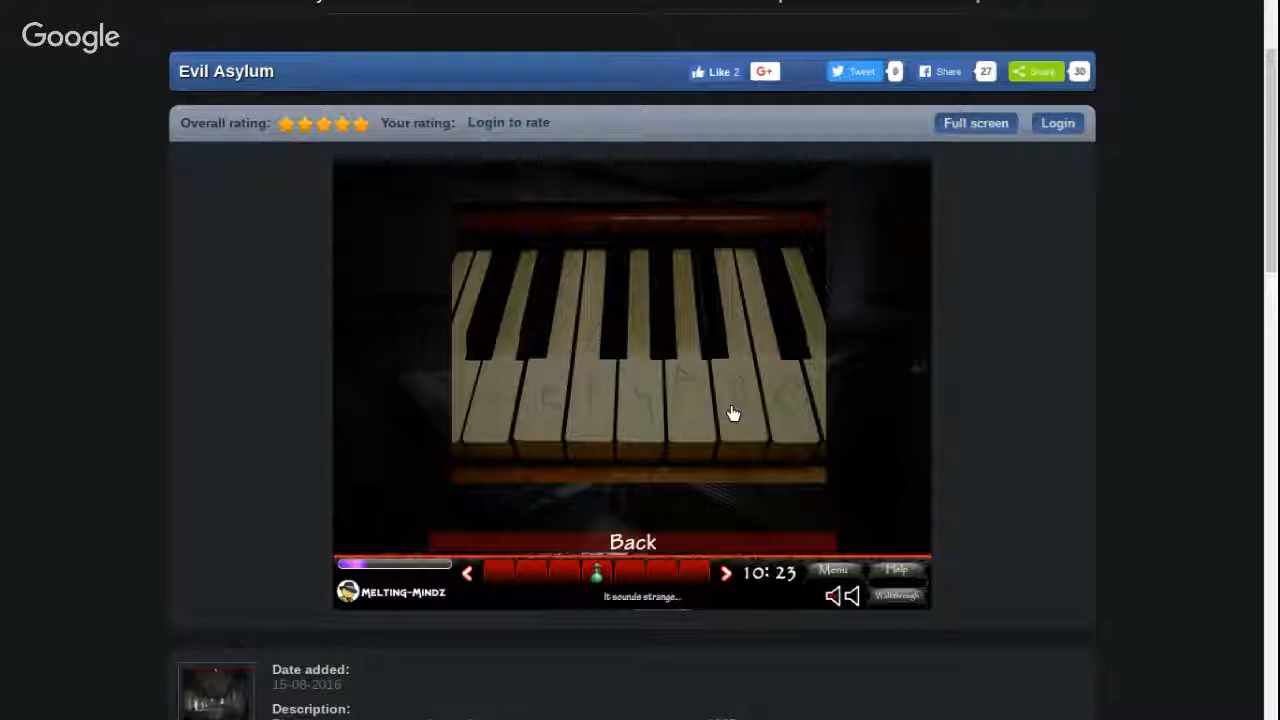 Google
Evil Asylum
Like 2
G+
Tweet
0
Share
27
Share
30
Overall rating:
Your rating:
Login to rate
Full screen
Login
Back
10: 23
Menu
Help
MELTING-MINDZ
It sounds strange...
Walkthrough
Date added:
15-08-2016
Description: